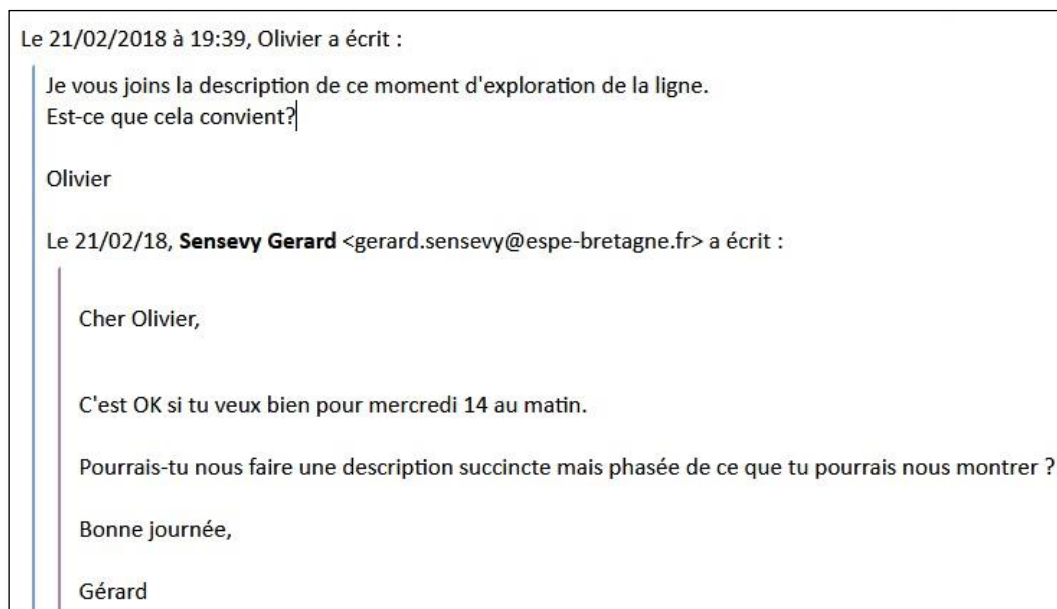 Le 21/02/2018 à 19:39, Olivier a écrit :
Je vous joins la description de ce moment d'exploration de la ligne.
Est-ce que cela convient?
Olivier
Le 21/02/18, Sensevy Gerard <gerard.sensevy@espe-bretagne.fr> a écrit :
Cher Olivier,
C'est OK si tu veux bien pour mercredi 14 au matin.
Pourrais-tu nous faire une description succincte mais phasée de ce que tu pourrais nous montrer ?
Bonne journée,
Gérard